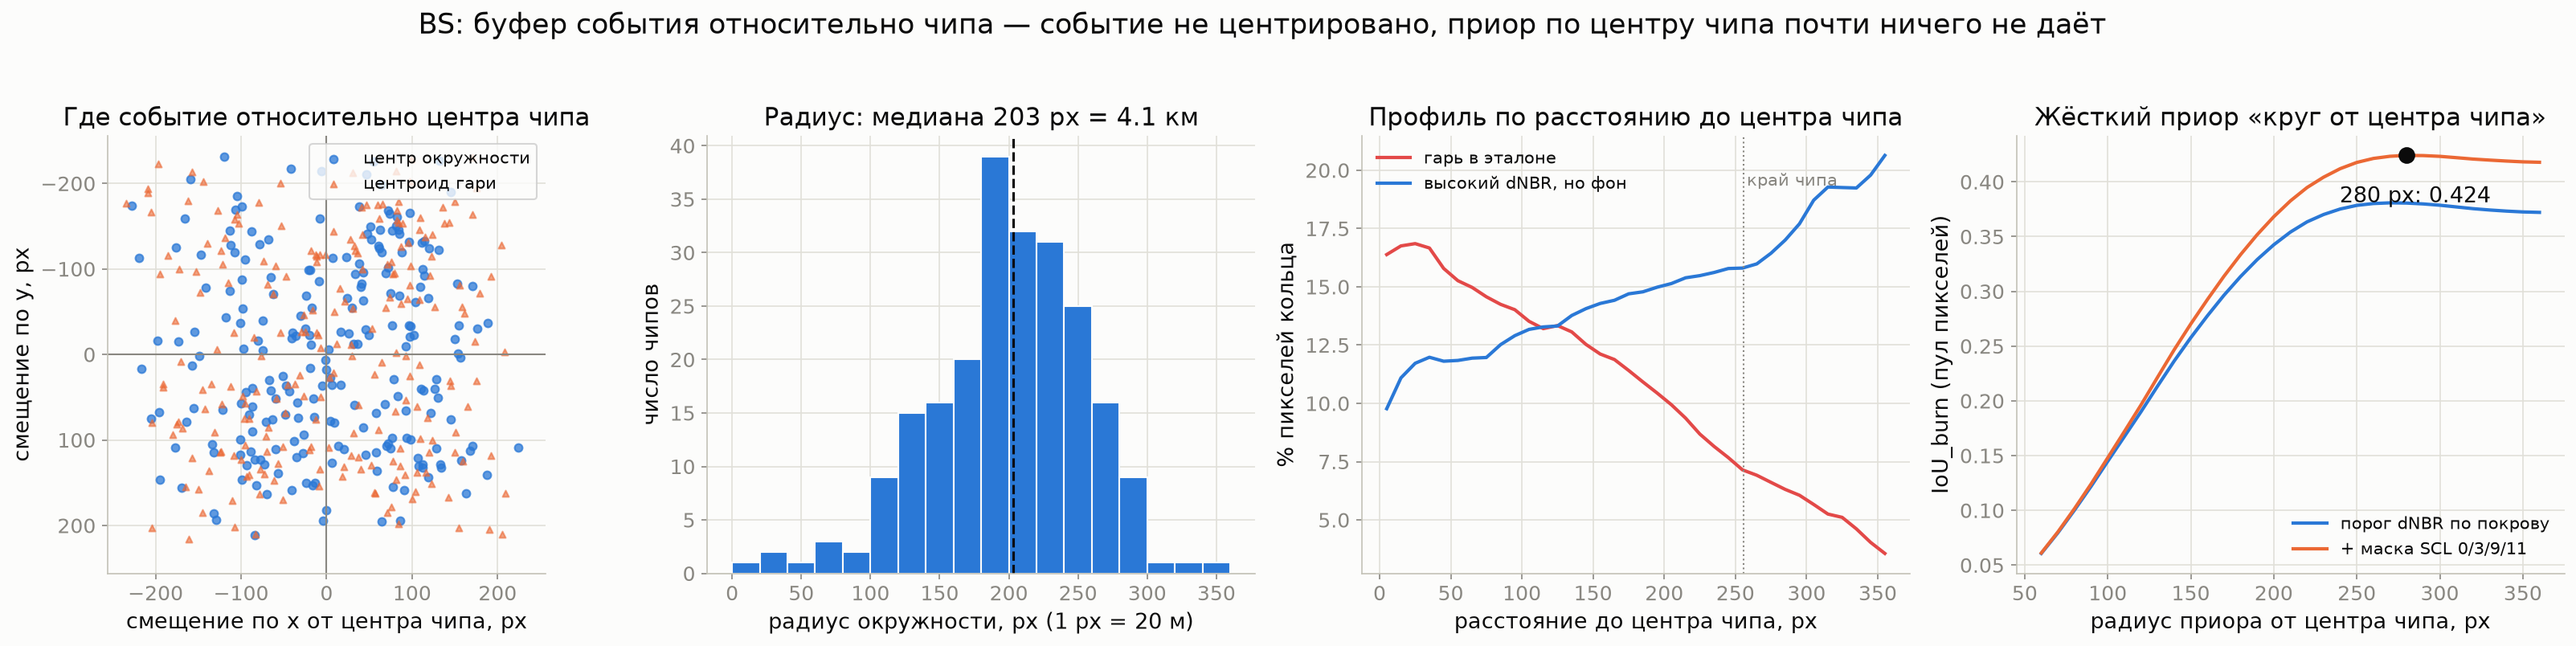 BS: буфер события относительно чипа — событие не центрировано, приор по центру чипа почти ничего не даёт
Где событие относительно центра чипа
центр окружности
центроид гари
−200
−100
0
100
200
−200
−100
0
100
200
смещение по y, px
смещение по x от центра чипа, px
Радиус: медиана 203 px = 4.1 км
40
35
30
25
20
15
10
5
0
0
50
100
150
200
250
300
350
число чипов
радиус окружности, px (1 px = 20 м)
Профиль по расстоянию до центра чипа
гарь в эталоне
высокий dNBR, но фон
край чипа
20.0
17.5
15.0
12.5
10.0
7.5
5.0
0
50
100
150
200
250
300
350
% пикселей кольца
расстояние до центра чипа, px
Жёсткий приор «круг от центра чипа»
280 px: 0.424
0.40
0.35
0.30
0.25
0.20
0.15
0.10
0.05
50
100
150
200
250
300
350
IoU_burn (пул пикселей)
порог dNBR по покрову
+ маска SCL 0/3/9/11
радиус приора от центра чипа, px